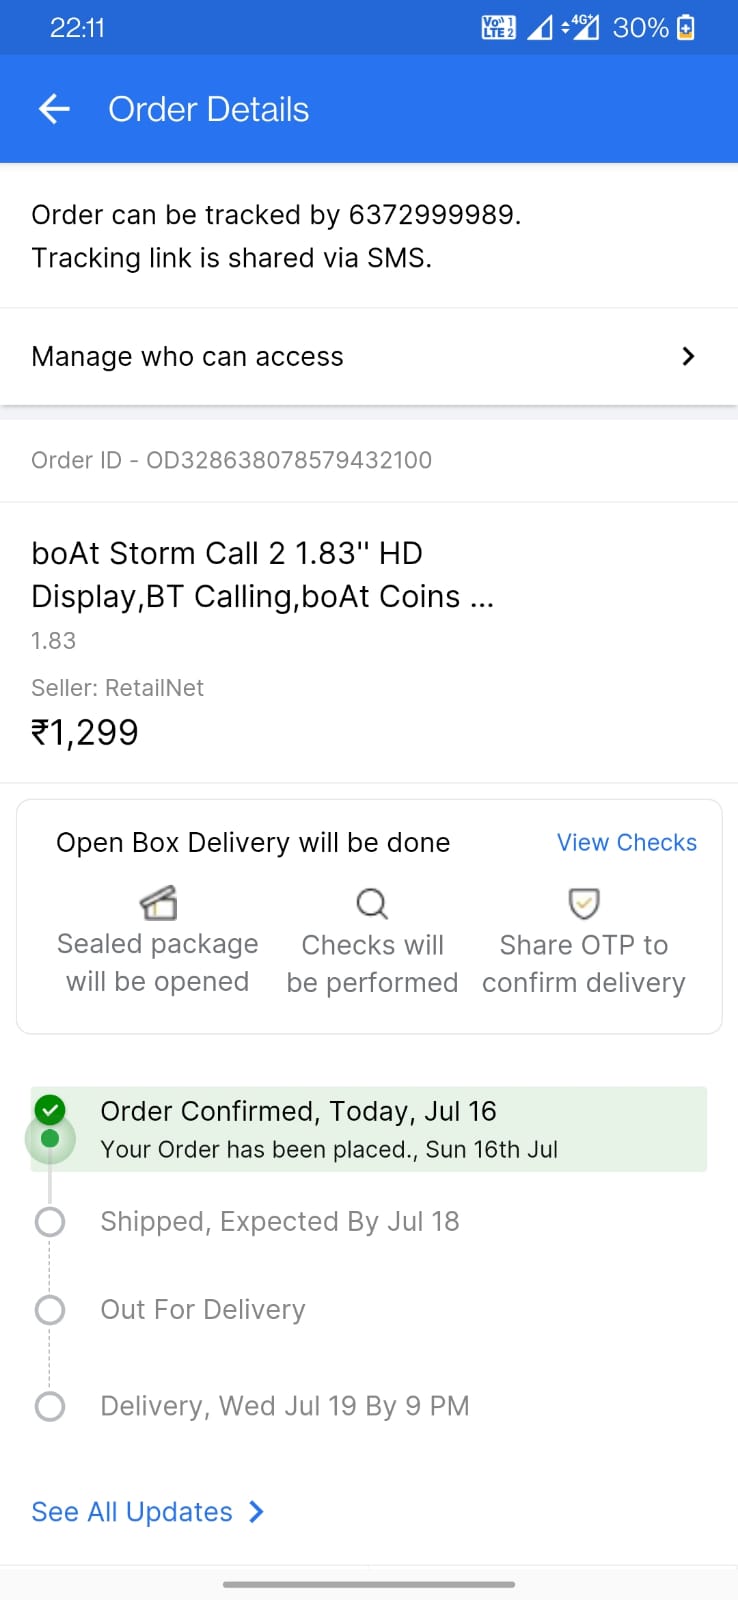 22:11
Vo)) 1
LTE 2
4G+
30%
Order Details
Order can be tracked by 6372999989.
Tracking link is shared via SMS.
Manage who can access
Order ID - OD328638078579432100
boAt Storm Call 2 1.83" HD
Display,BT Calling,boAt Coins ...
1.83
Seller: RetailNet
₹1,299
Open Box Delivery will be done
View Checks
Sealed package
will be opened
Checks will
be performed
Share OTP to
confirm delivery
Order Confirmed, Today, Jul 16
Your Order has been placed., Sun 16th Jul
Shipped, Expected By Jul 18
Out For Delivery
Delivery, Wed Jul 19 By 9 PM
See All Updates